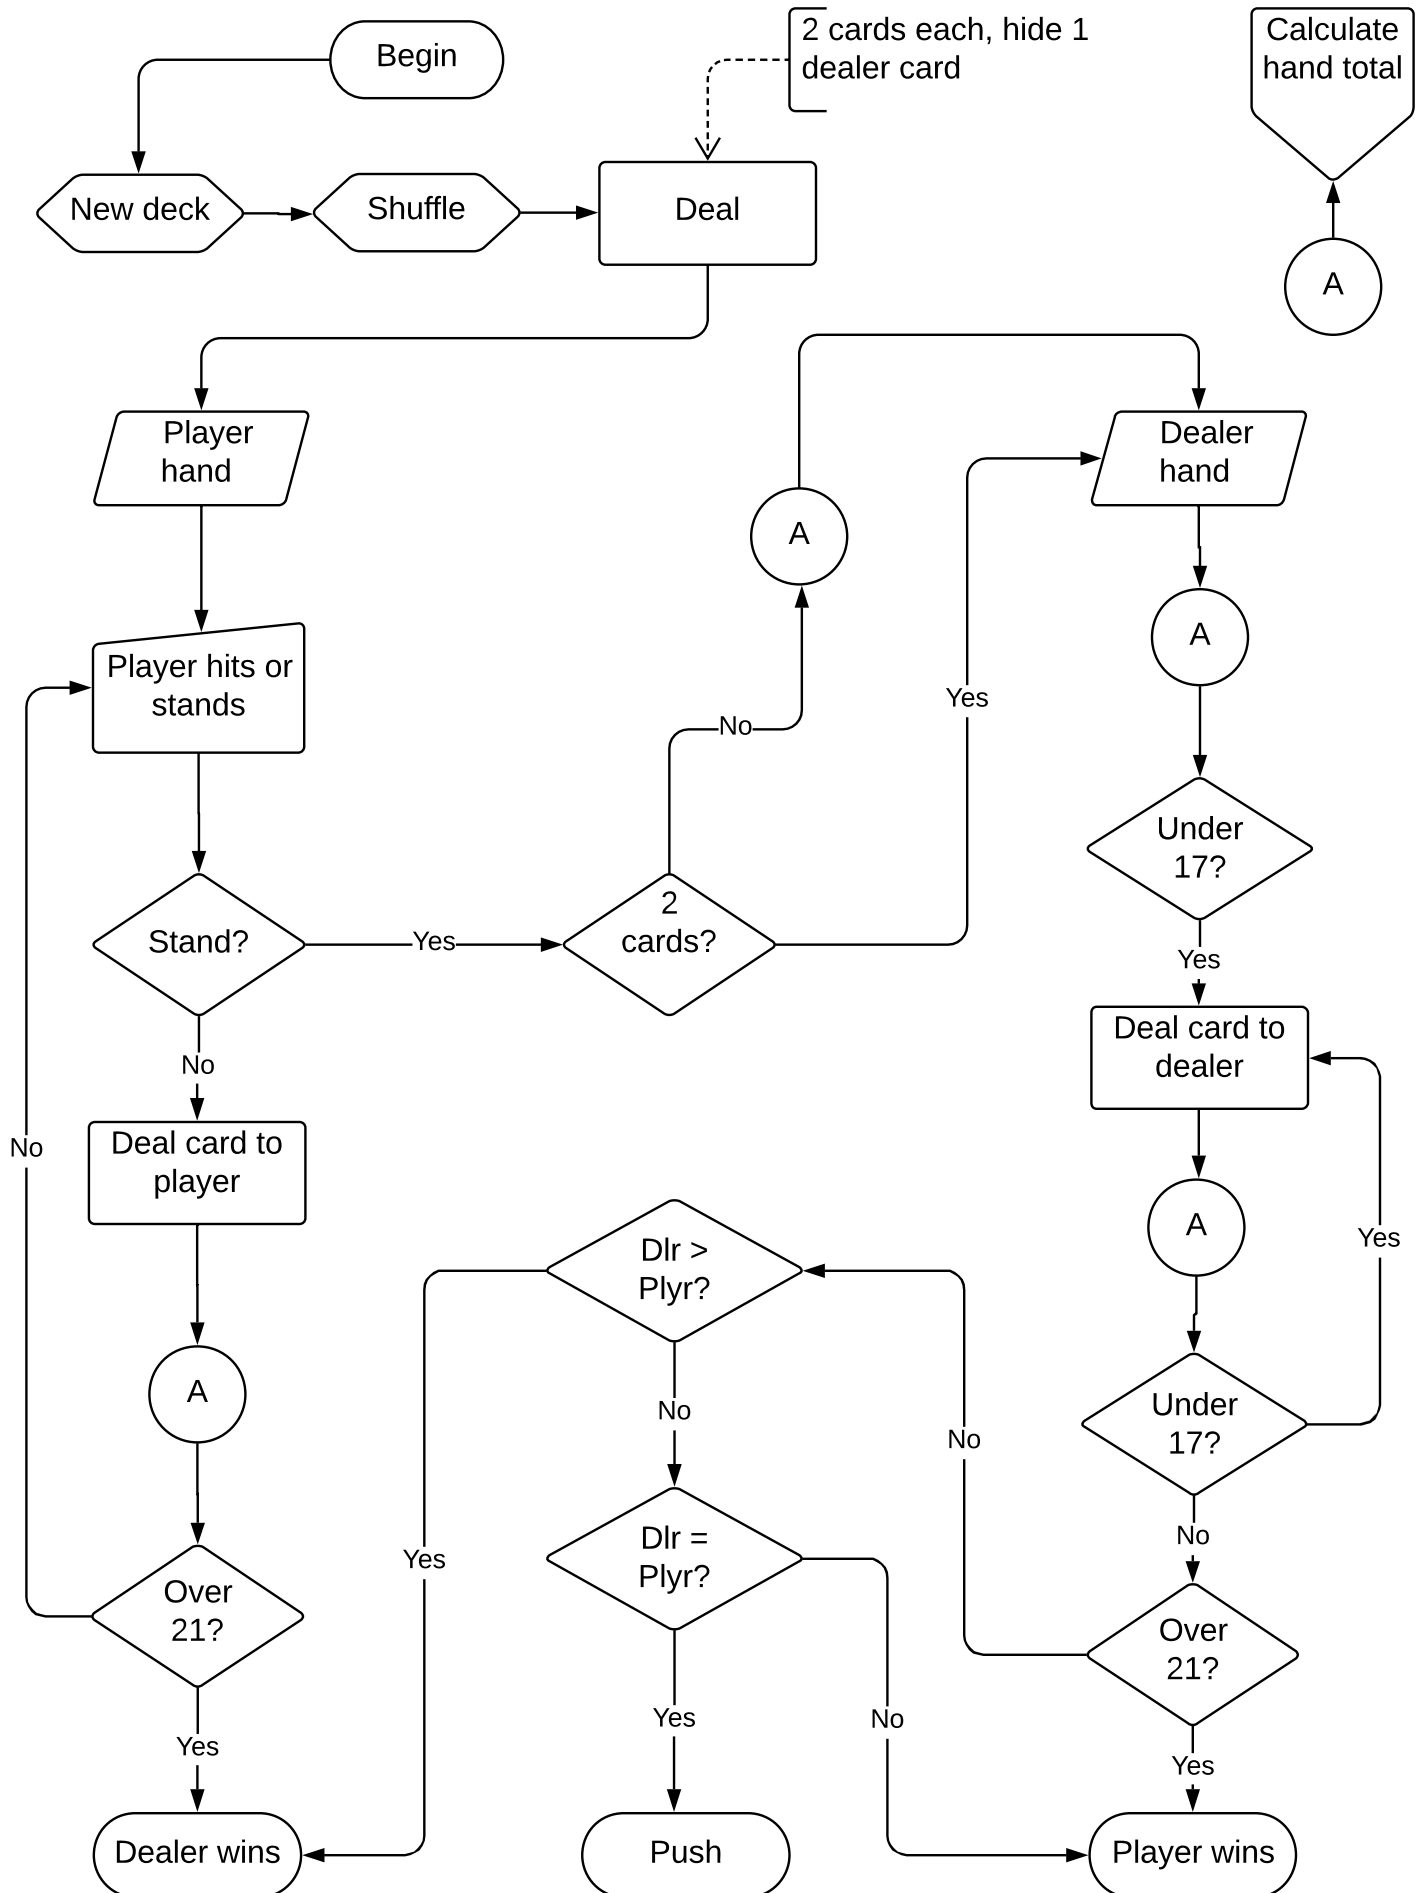 Begin
2 cards each, hide 1
dealer card
Calculate
hand total
New deck
Shuffle
Deal
A
Player
hand
Dealer
hand
A
A
Player hits or
stands
Yes
No
Under
17?
2
cards?
Stand?
Yes
Yes
Deal card to
dealer
No
Deal card to
player
No
A
Yes
Dlr >
Plyr?
A
Under
17?
No
No
No
Dlr =
Plyr?
Yes
Over
21?
Over
21?
Yes
No
Yes
Yes
Dealer wins
Push
Player wins